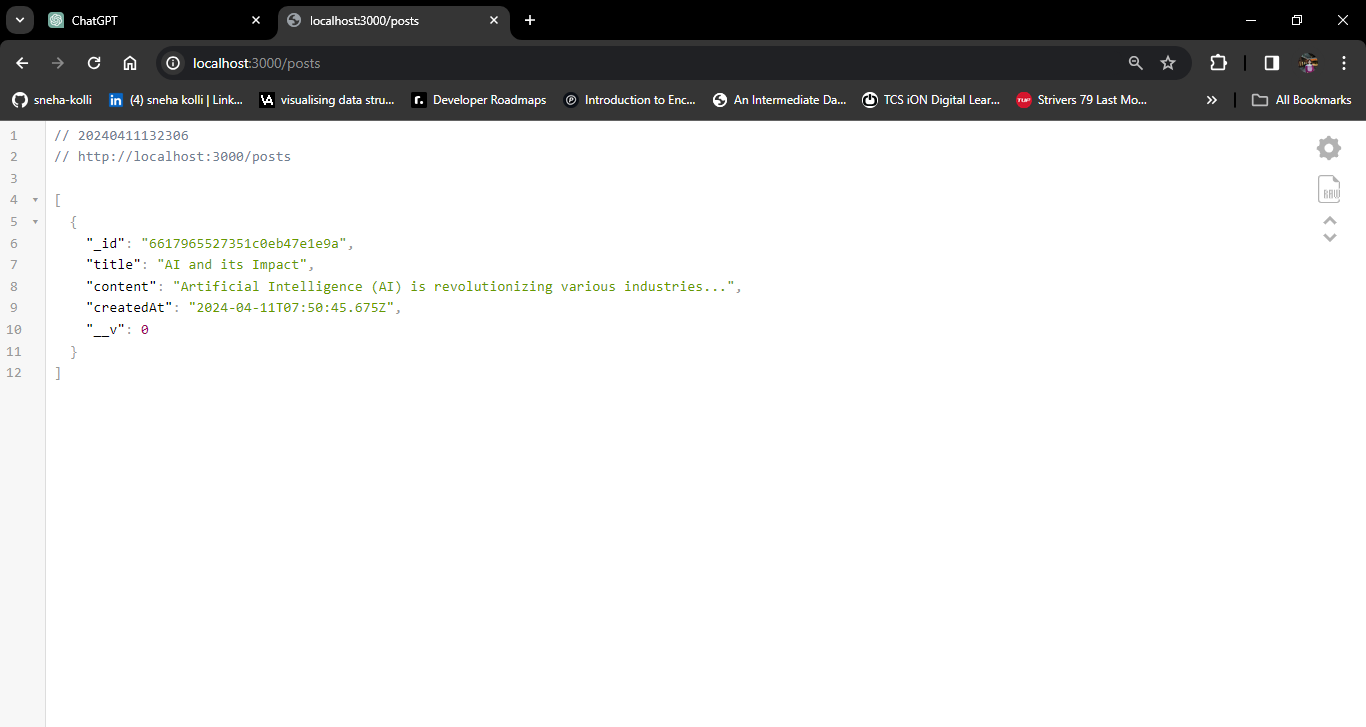 ChatGPT
localhost:3000/posts
localhost:3000/posts
sneha-kolli
(4) sneha kolli | Link...
visualising data stru...
Developer Roadmaps
Introduction to Enc...
An Intermediate Da...
TCS iON Digital Lear...
Strivers 79 Last Mo...
All Bookmarks
1 // 20240411132306
2 // http://localhost:3000/posts
3
4 [
5 {
6 "_id": "6617965527351c0eb47e1e9a",
7 "title": "AI and its Impact",
8 "content": "Artificial Intelligence (AI) is revolutionizing various industries...",
9 "createdAt": "2024-04-11T07:50:45.675Z",
10 "__v": 0
11 }
12 ]
RAW